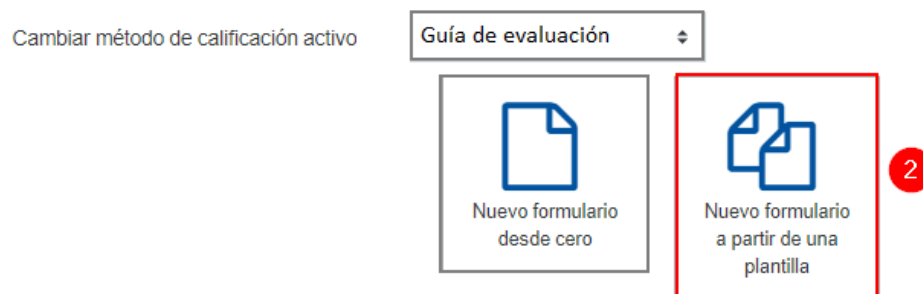 Cambiar método de calificación activo
Guía de evaluación
Nuevo formulario
desde cero
Nuevo formulario
a partir de una
plantilla
2